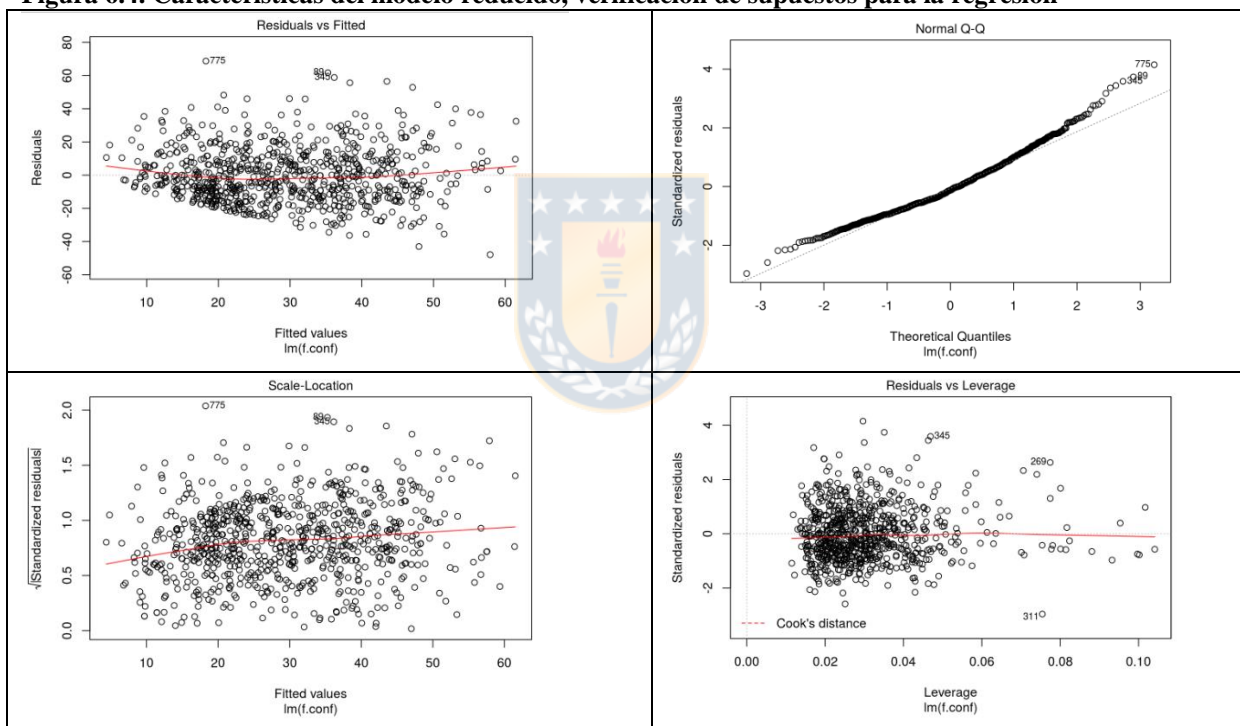 Figura 6.4. Características del modelo reducido, verificación de supuestos para la regresión
Residuals vs Fitted
Residuals
80
60
40
20
0
-20
-40
-60
775
89
345
10 20 30 40 50 60
Fitted values
lm(f.conf)
Normal Q-Q
Standardized residuals
4
2
0
-2
775
89
345
-3 -2 -1 0 1 2 3
Theoretical Quantiles
lm(f.conf)
Scale-Location
√|Standardized residuals|
2.0
1.5
1.0
0.5
0.0
775
89
345
10 20 30 40 50 60
Fitted values
lm(f.conf)
Residuals vs Leverage
Standardized residuals
4
2
0
-2
345
269
311
Cook's distance
0.00 0.02 0.04 0.06 0.08 0.10
Leverage
lm(f.conf)